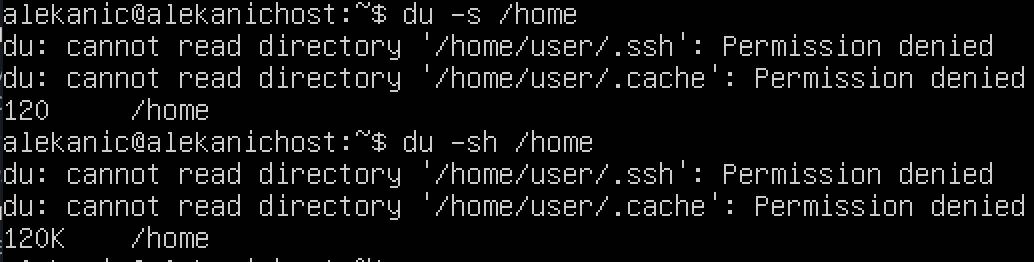 alekanic@alekanichost:~$ du -s /home
du: cannot read directory '/home/user/.ssh': Permission denied
du: cannot read directory '/home/user/.cache': Permission denied
120 /home
alekanic@alekanichost:~$ du -sh /home
du: cannot read directory '/home/user/.ssh': Permission denied
du: cannot read directory '/home/user/.cache': Permission denied
120K /home